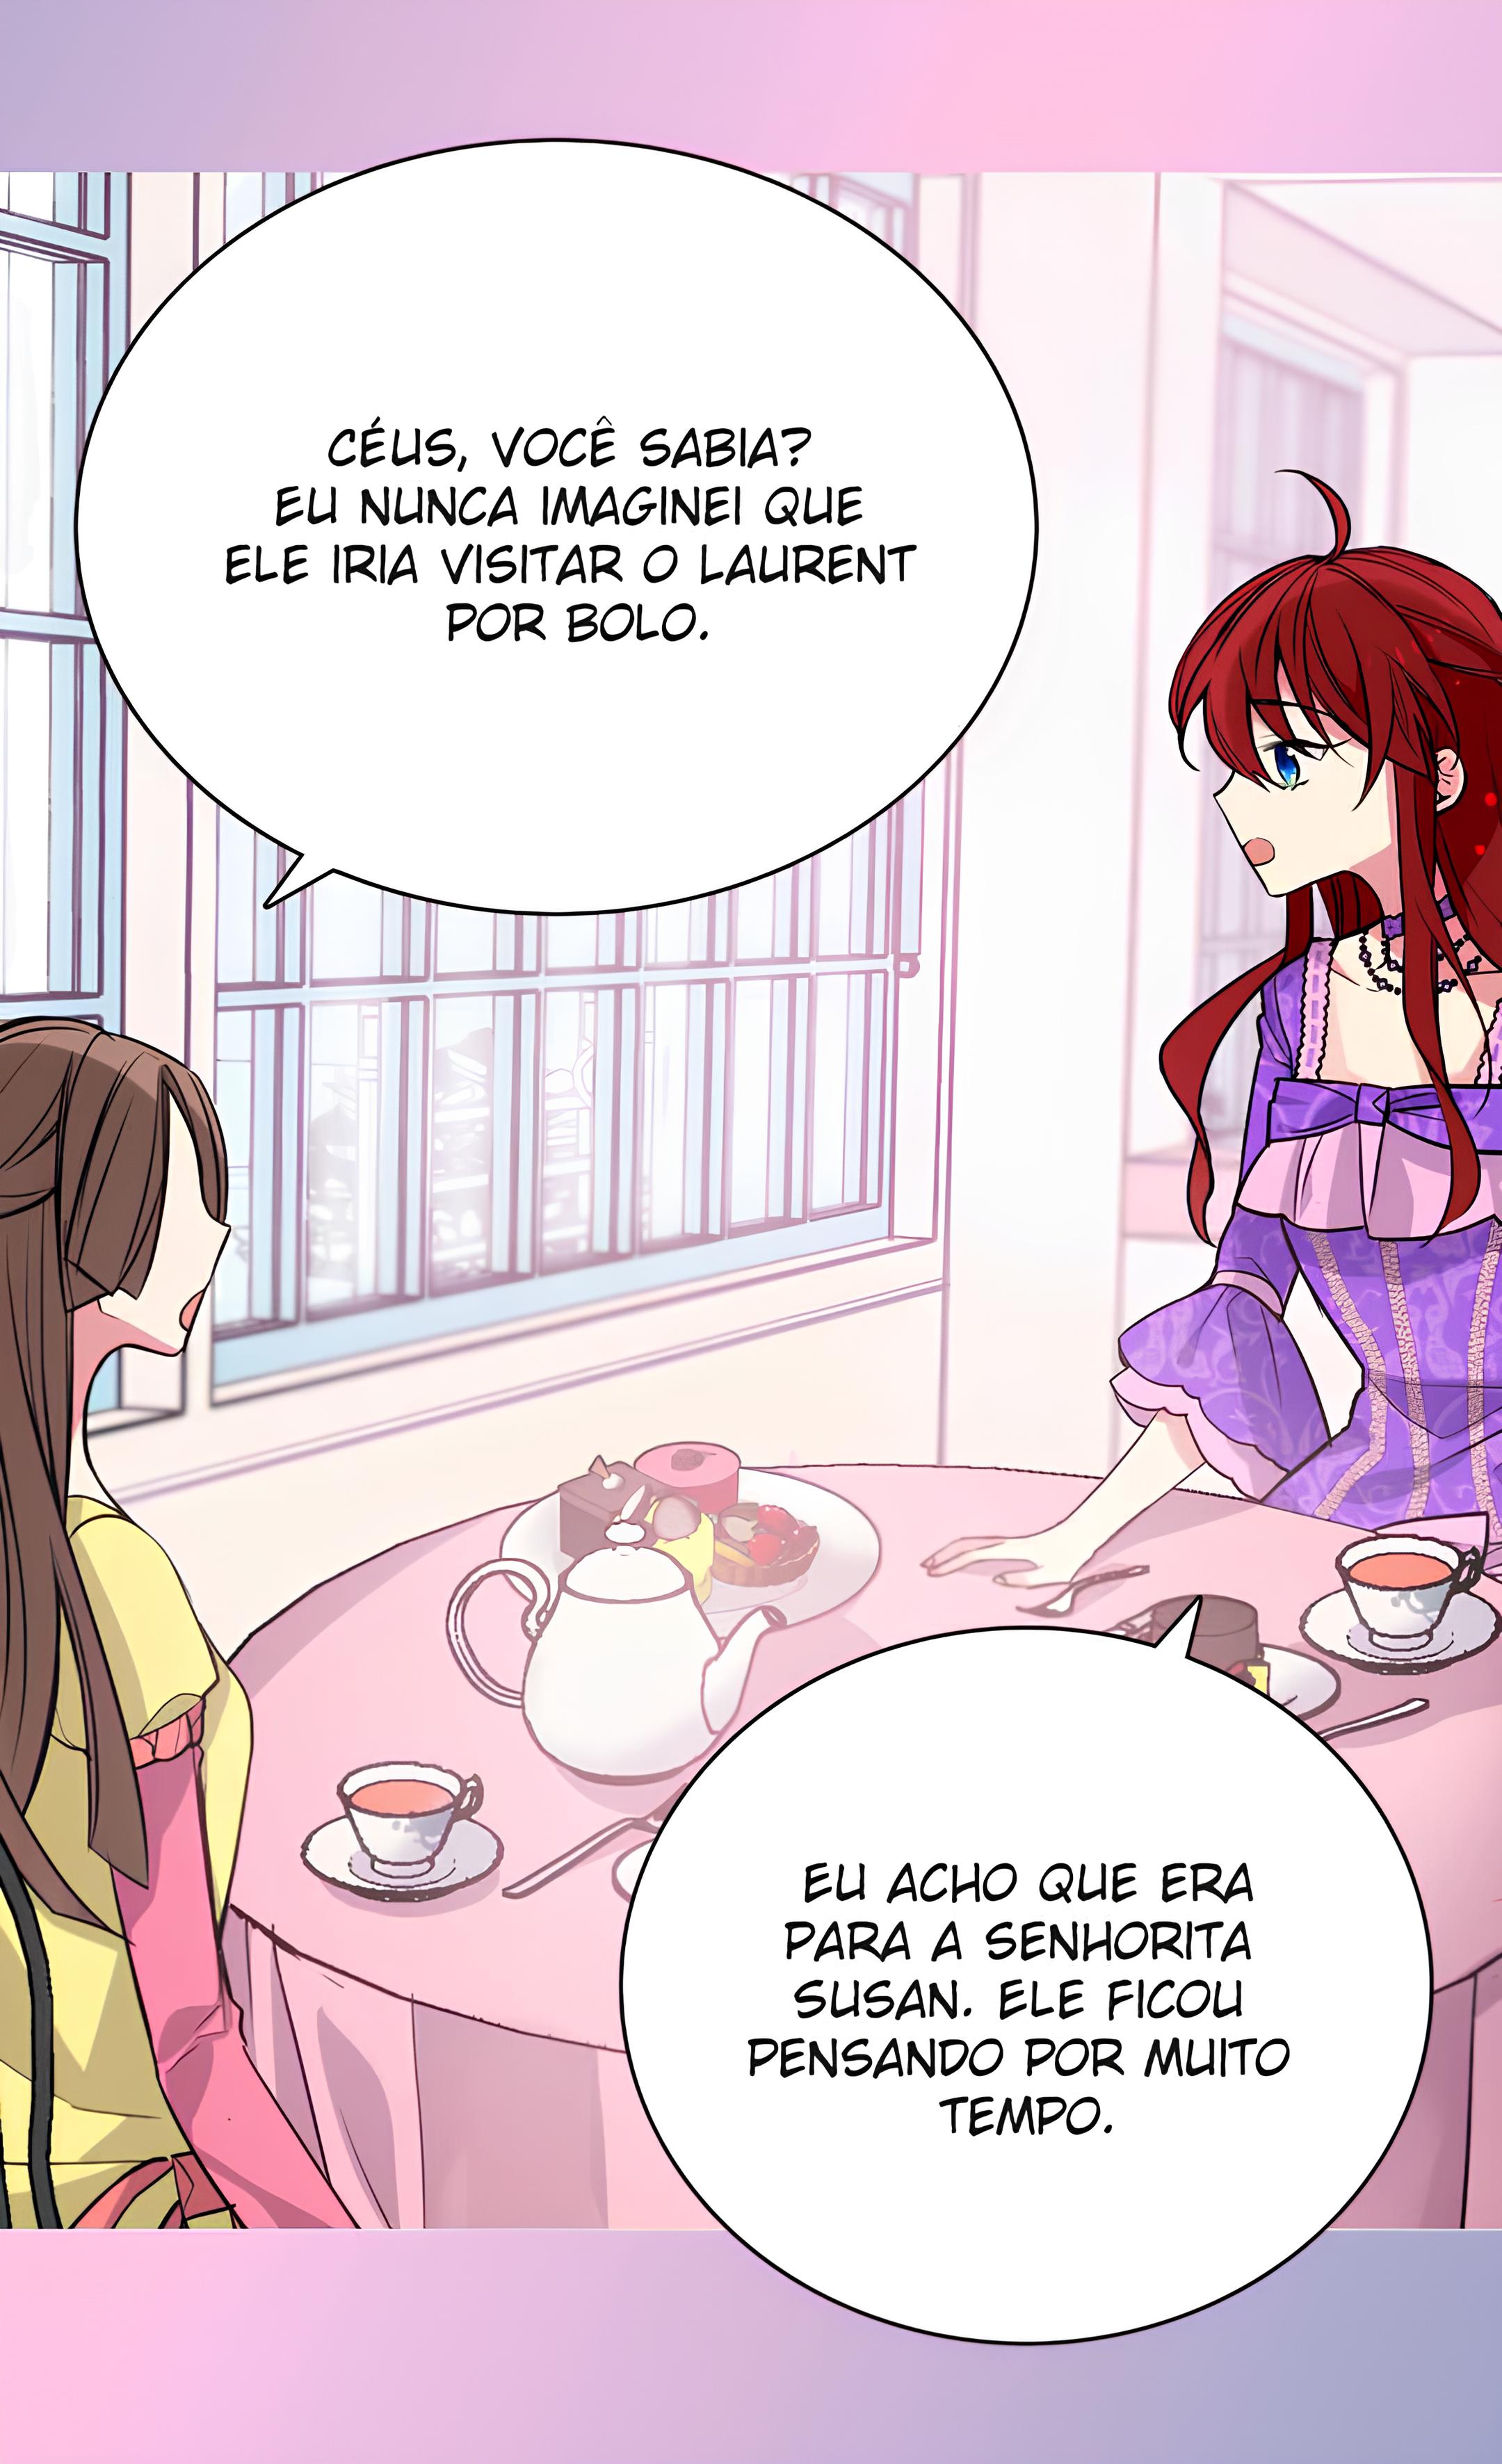 CÉUS, VOCÊ SABIA?
EU NUNCA IMAGINEI QUE
ELE IRIA VISITAR O LAURENT
POR BOLO.
EU ACHO QUE ERA
PARA A SENHORITA
SUSAN. ELE FICOU
PENSANDO POR MUITO
TEMPO.